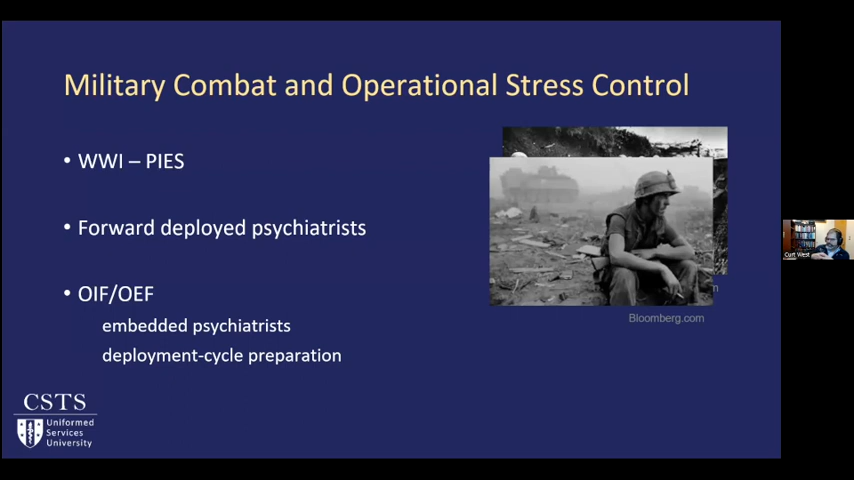 Military Combat and Operational Stress Control
• WWI – PIES
• Forward deployed psychiatrists
• OIF/OEF
embedded psychiatrists
deployment-cycle preparation
Bloomberg.com
CSTS
Uniformed
Services
University
Curt West